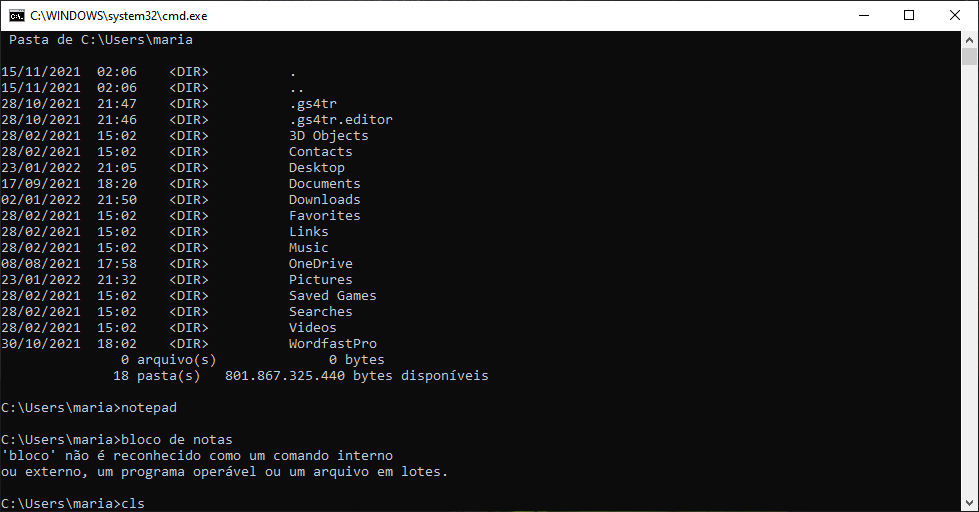 C:\WINDOWS\system32\cmd.exe
Pasta de C:\Users\maria
15/11/2021  02:06    <DIR>          .
15/11/2021  02:06    <DIR>          ..
28/10/2021  21:47    <DIR>          .gs4tr
28/10/2021  21:46    <DIR>          .gs4tr.editor
28/02/2021  15:02    <DIR>          3D Objects
28/02/2021  15:02    <DIR>          Contacts
23/01/2022  21:05    <DIR>          Desktop
17/09/2021  18:20    <DIR>          Documents
02/01/2022  21:50    <DIR>          Downloads
28/02/2021  15:02    <DIR>          Favorites
28/02/2021  15:02    <DIR>          Links
28/02/2021  15:02    <DIR>          Music
08/08/2021  17:58    <DIR>          OneDrive
23/01/2022  21:32    <DIR>          Pictures
28/02/2021  15:02    <DIR>          Saved Games
28/02/2021  15:02    <DIR>          Searches
28/02/2021  15:02    <DIR>          Videos
30/10/2021  18:02    <DIR>          WordfastPro
0 arquivo(s)              0 bytes
18 pasta(s)   801.867.325.440 bytes disponíveis
C:\Users\maria>notepad
C:\Users\maria>bloco de notas
'bloco' não é reconhecido como um comando interno
ou externo, um programa operável ou um arquivo em lotes.
C:\Users\maria>cls